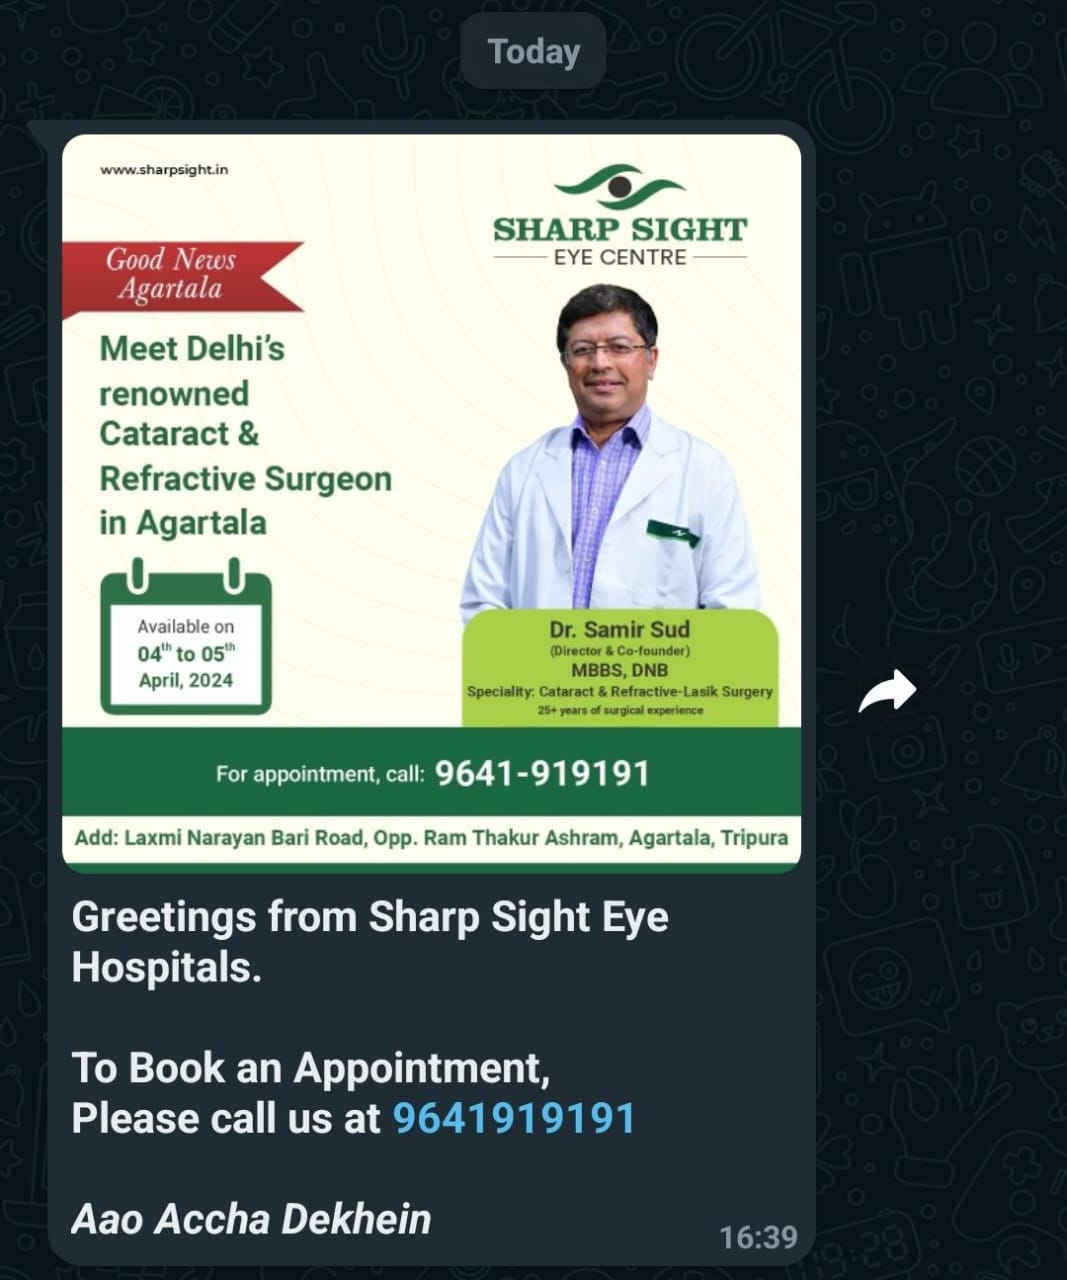 Today
www.sharpsight.in
SHARP SIGHT
EYE CENTRE
Good News
Agartala
Meet Delhi's
renowned
Cataract &
Refractive Surgeon
in Agartala
Available on
04th to 05th
April, 2024
Dr. Samir Sud
(Director & Co-founder)
MBBS, DNB
Speciality: Cataract & Refractive-Lasik Surgery
25+ years of surgical experience
For appointment, call: 9641-919191
Add: Laxmi Narayan Bari Road, Opp. Ram Thakur Ashram, Agartala, Tripura
Greetings from Sharp Sight Eye
Hospitals.
To Book an Appointment,
Please call us at 9641919191
Aao Accha Dekhein
16:39